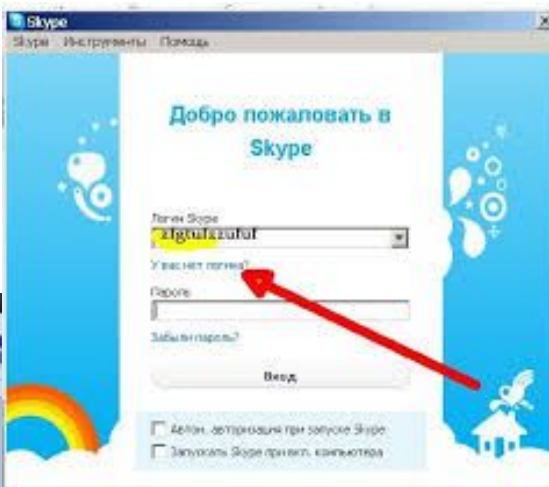 Skype
Skype Инструменты Помощь
Добро пожаловать в
Skype
Логин Skype
У вас нет логина?
Пароль
Забыли пароль?
Вход
Автом. авторизация при запуске Skype
Запускать Skype при вкл. компьютера